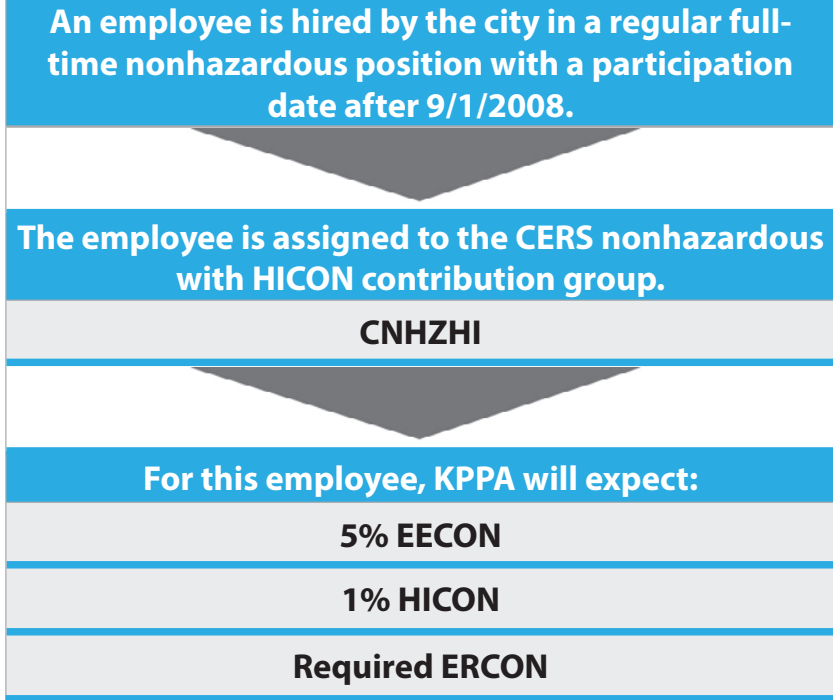 An employee is hired by the city in a regular full-
time nonhazardous position with a participation
date after 9/1/2008.
The employee is assigned to the CERS nonhazardous
with HICON contribution group.
CNHZHI
For this employee, KPPA will expect:
5% EECON
1% HICON
Required ERCON